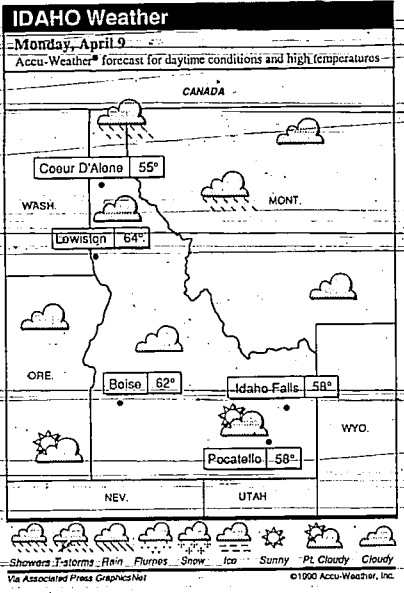 IDAHO Weather
Monday, April 9
Accu-Weather® forecast for daytime conditions and high temperatures
CANADA
Coeur D'Alone 55°
WASH.
MONT.
Lowiston 64°
ORE.
Boise 62°
Idaho Falls 58°
WYO.
Pocatello 58°
NEV.
UTAH
Showers T-storms Rain Flurries Snow Ice Sunny Pt. Cloudy Cloudy
Via Associated Press GraphicsNet
©1990 Accu-Weather, Inc.